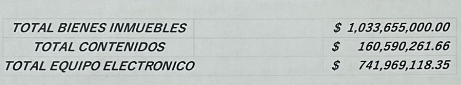 TOTAL BIENES INMUEBLES $ 1,033,655,000.00
TOTAL CONTENIDOS $ 160,590,261.66
TOTAL EQUIPO ELECTRONICO $ 741,969,118.35